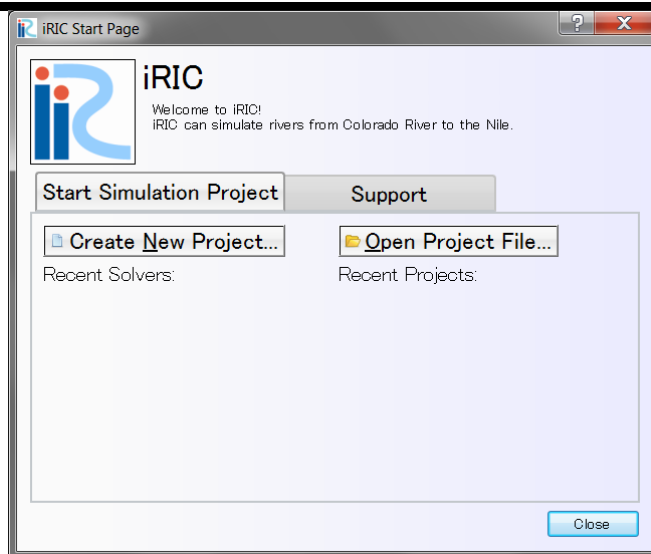 iRIC Start Page
iRIC
Welcome to iRIC!
iRIC can simulate rivers from Colorado River to the Nile.
Start Simulation Project
Support
Create New Project...
Open Project File...
Recent Solvers:
Recent Projects:
Close